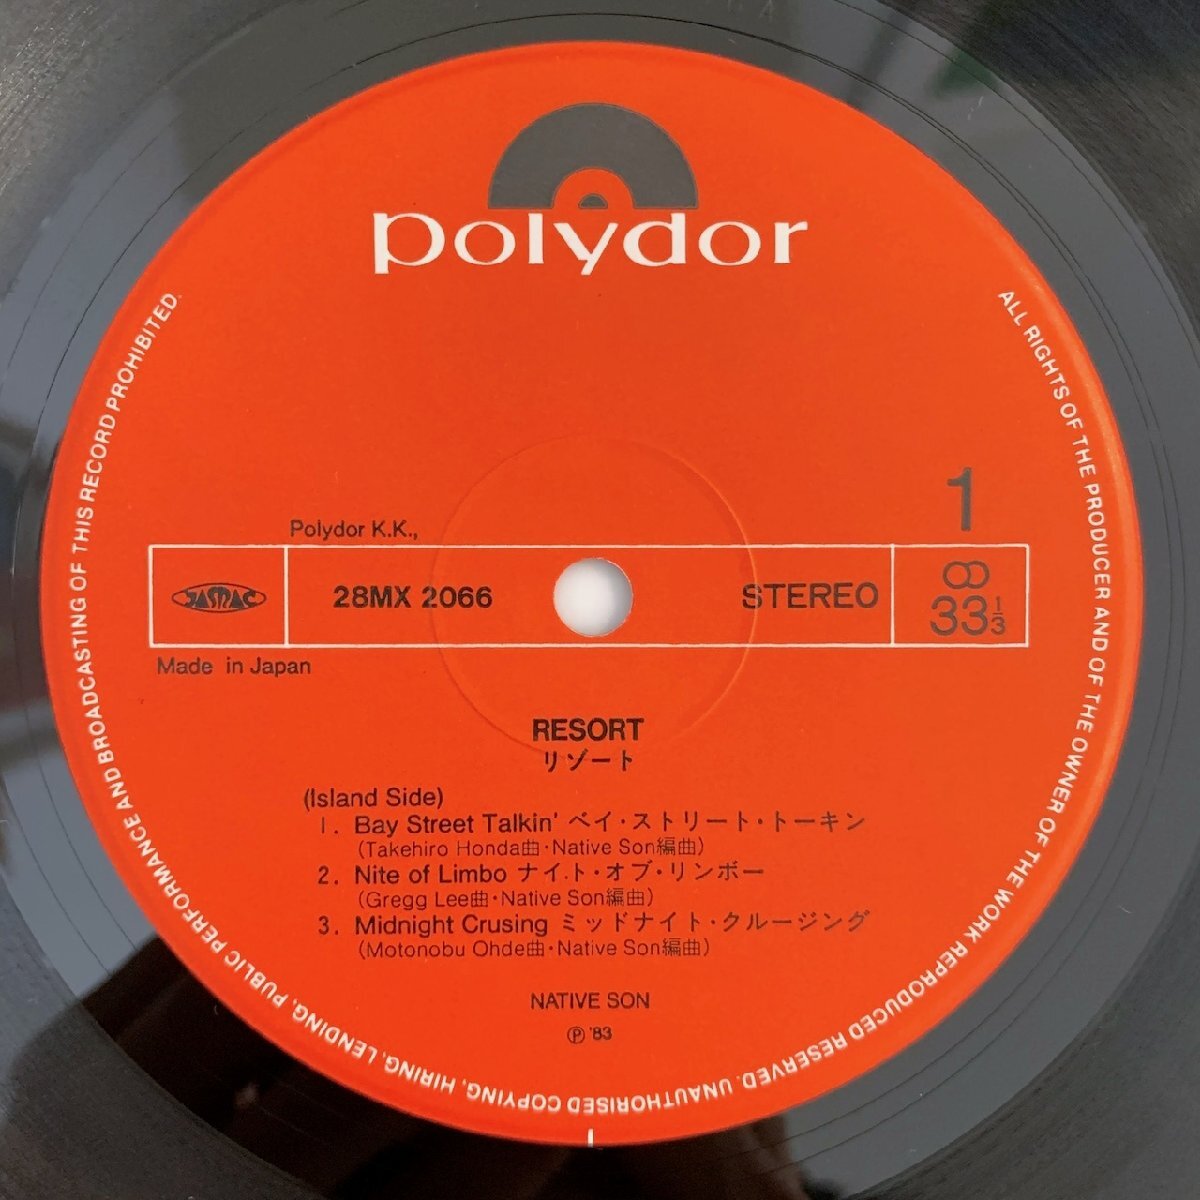 polydor
1
Polydor K.K.,
JASRAC
28MX 2066
STEREO
33 1/3
Made in Japan
RESORT
リゾート
(Island Side)
1. Bay Street Talkin' ベイ・ストリート・トーキン
(Takehiro Honda曲・Native Son編曲)
2. Nite of Limbo ナイト・オブ・リンボー
(Gregg Lee曲・Native Son編曲)
3. Midnight Crusing ミッドナイト・クルージング
(Motonobu Ohde曲・Native Son編曲)
NATIVE SON
Ⓟ '83
ALL RIGHTS OF THE PRODUCER AND OF THE OWNER OF THE WORK REPRODUCED RESERVED. UNAUTHORISED COPYING, HIRING, LENDING, PUBLIC PERFORMANCE AND BROADCASTING OF THIS RECORD PROHIBITED.